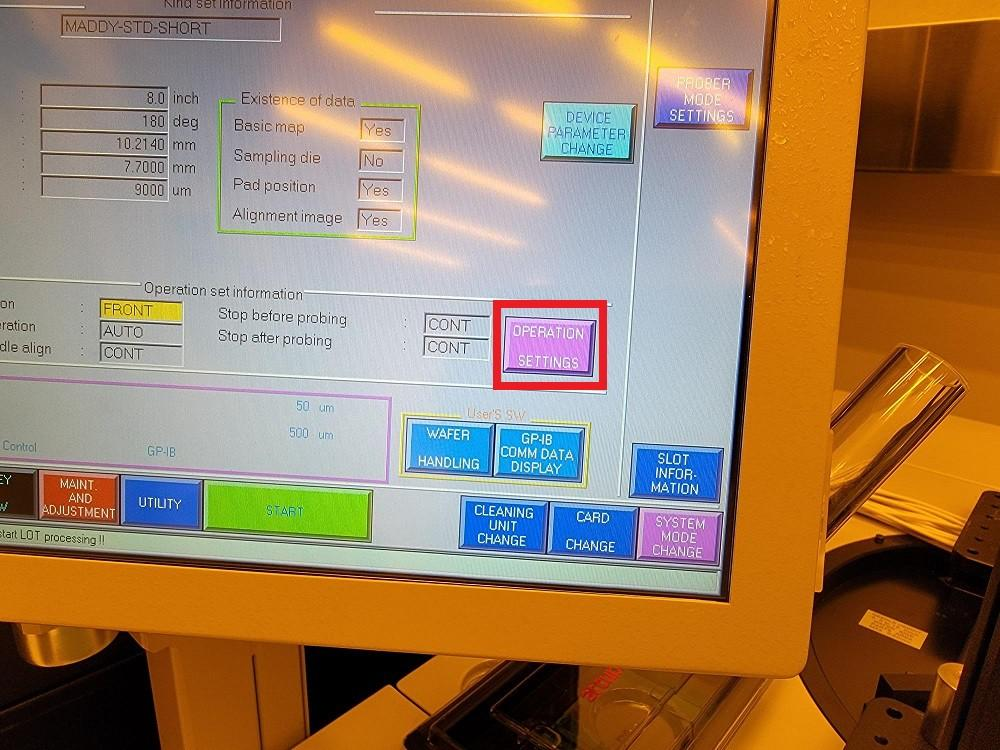 Kind set information
MADDY-STD-SHORT
: 8.0 inch
: 180 deg
: 10.2140 mm
: 7.7000 mm
: 9000 um
Existence of data
Basic map Yes
Sampling die No
Pad position Yes
Alignment image Yes
DEVICE
PARAMETER
CHANGE
PROBER
MODE
SETTINGS
Operation set information
on : FRONT
eration : AUTO
dle align : CONT
Stop before probing : CONT
Stop after probing : CONT
OPERATION
SETTINGS
50 um
500 um
Control GP-IB
User'S SW
WAFER
HANDLING
GP-IB
COMM DATA
DISPLAY
SLOT
INFOR-
MATION
EY
W
MAINT.
AND
ADJUSTMENT
UTILITY
START
CLEANING
UNIT
CHANGE
CARD
CHANGE
SYSTEM
MODE
CHANGE
start LOT processing !!